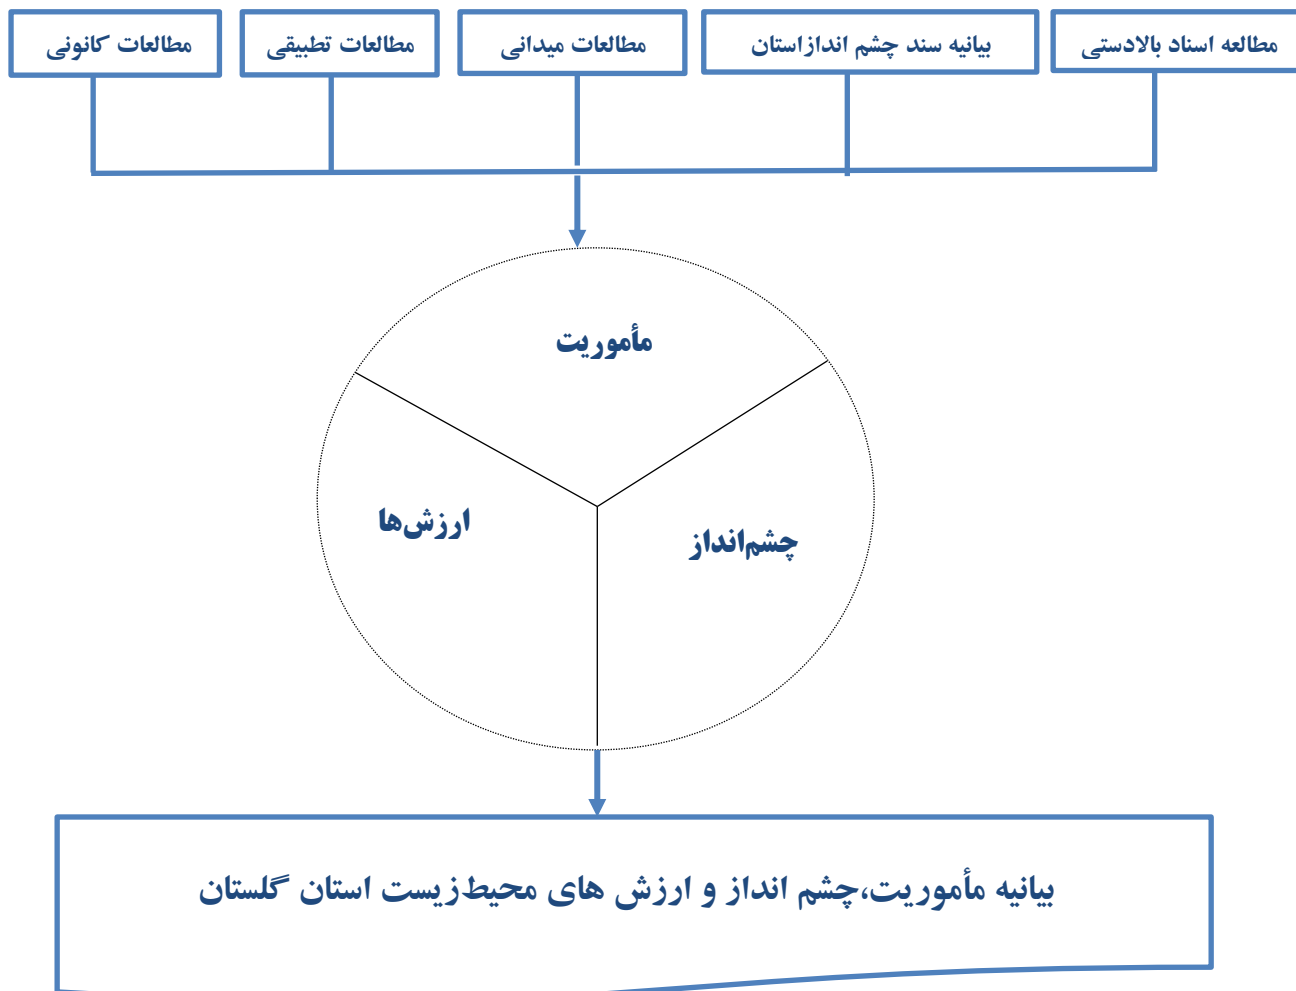 مطالعه اسناد بالادستی
بیانیه سند چشم اندازاستان
مطالعات میدانی
مطالعات تطبیقی
مطالعات کانونی
مأموریت
چشم‌انداز
ارزش‌ها
بیانیه مأموریت،چشم انداز و ارزش های محیط‌زیست استان گلستان